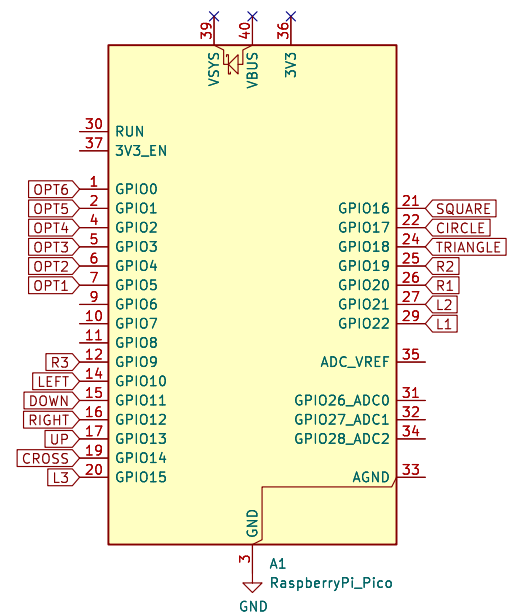 39 40 36
VSYS VBUS 3V3
30 RUN
37 3V3_EN
OPT6 1 GPIO0
OPT5 2 GPIO1 GPIO16 21 SQUARE
OPT4 4 GPIO2 GPIO17 22 CIRCLE
OPT3 5 GPIO3 GPIO18 24 TRIANGLE
OPT2 6 GPIO4 GPIO19 25 R2
OPT1 7 GPIO5 GPIO20 26 R1
9 GPIO6 GPIO21 27 L2
10 GPIO7 GPIO22 29 L1
11 GPIO8
R3 12 GPIO9 ADC_VREF 35
LEFT 14 GPIO10
DOWN 15 GPIO11 GPIO26_ADC0 31
RIGHT 16 GPIO12 GPIO27_ADC1 32
UP 17 GPIO13 GPIO28_ADC2 34
CROSS 19 GPIO14
L3 20 GPIO15 AGND 33
GND
3 A1
RaspberryPi_Pico
GND